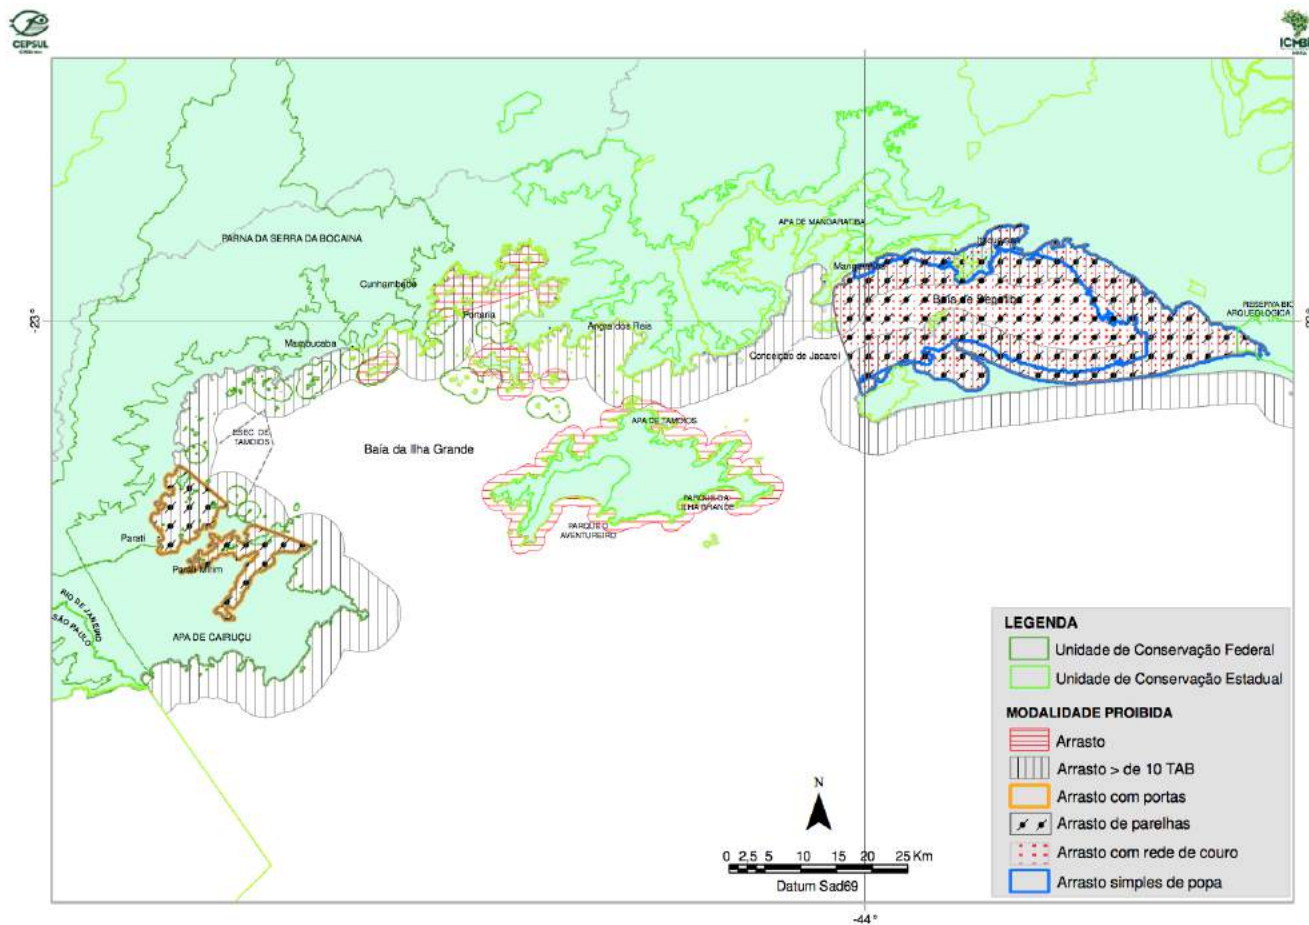 CEPSUL
ICMBi
APA DE MANGARATIBA
PARNA DA SERRA DA BOCAINA
Cunhambebe
Baía de Sepetiba
RESERVA BIO
ARQUEOLOGICA
-23°
Portaria
Angra dos Reis
Mambucaba
Conceição de Jacareí
ESEC. DE
TAMOIOS
APA DE TAMOIOS
Baía da Ilha Grande
PARQUE DA
ILHA GRANDE
PARQUE O
AVENTUREIRO
Parati
Parati Mirim
RIO DE JANEIRO
SÃO PAULO
APA DE CAIRUÇU
LEGENDA
Unidade de Conservação Federal
Unidade de Conservação Estadual
MODALIDADE PROIBIDA
Arrasto
Arrasto > de 10 TAB
Arrasto com portas
Arrasto de parelhas
Arrasto com rede de couro
Arrasto simples de popa
N
0 2,5 5 10 15 20 25 Km
Datum Sad69
-44°